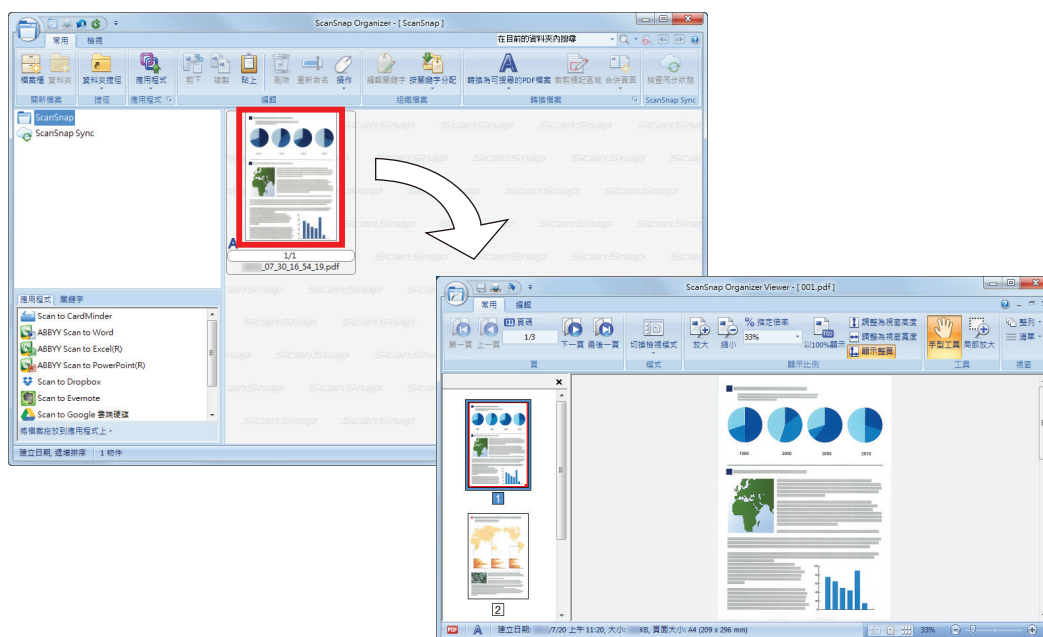 ScanSnap Organizer - [ ScanSnap ]
常用 檢視 在目前的資料夾內搜尋
檔案櫃 資料夾 資料夾捷徑 應用程式 剪下 複製 貼上 刪除 重新命名 操作 編輯關鍵字 按關鍵字分配 轉換為可搜尋的PDF檔案 裁剪標記區域 合併頁面 檢查同步狀態
開新檔案 捷徑 應用程式 編輯 組織檔案 轉換檔案 ScanSnap Sync
ScanSnap
ScanSnap Sync
A
1/1
_07_30_16_54_19.pdf
應用程式 關鍵字
Scan to CardMinder
ABBYY Scan to Word
ABBYY Scan to Excel(R)
ABBYY Scan to PowerPoint(R)
Scan to Dropbox
Scan to Evernote
Scan to Google 雲端硬碟
將檔案拖放到應用程式上。
建立日期, 遞增排序 1 物件
ScanSnap Organizer Viewer - [ 001.pdf ]
常用 編輯
第一頁 上一頁 頁碼 1/3 下一頁 最後一頁 切換檢視模式 放大 縮小 % 指定倍率 33% 以100%顯示 調整為視窗高度 調整為視窗寬度 顯示整頁 手型工具 局部放大 整列 清單
頁 模式 顯示比例 工具 視窗
1
2
1995 2000 2005 2010
PDF A 建立日期: /7/20 上午 11:20, 大小: KB, 頁面大小: A4 (209 x 296 mm) 33%